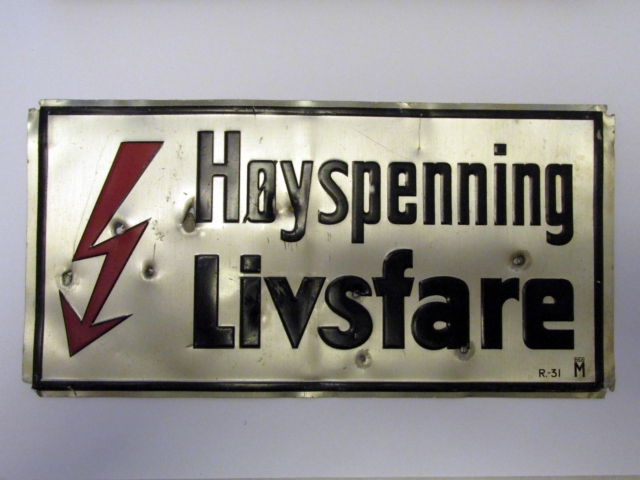 Høyspenning
Livsfare
R.-31 M